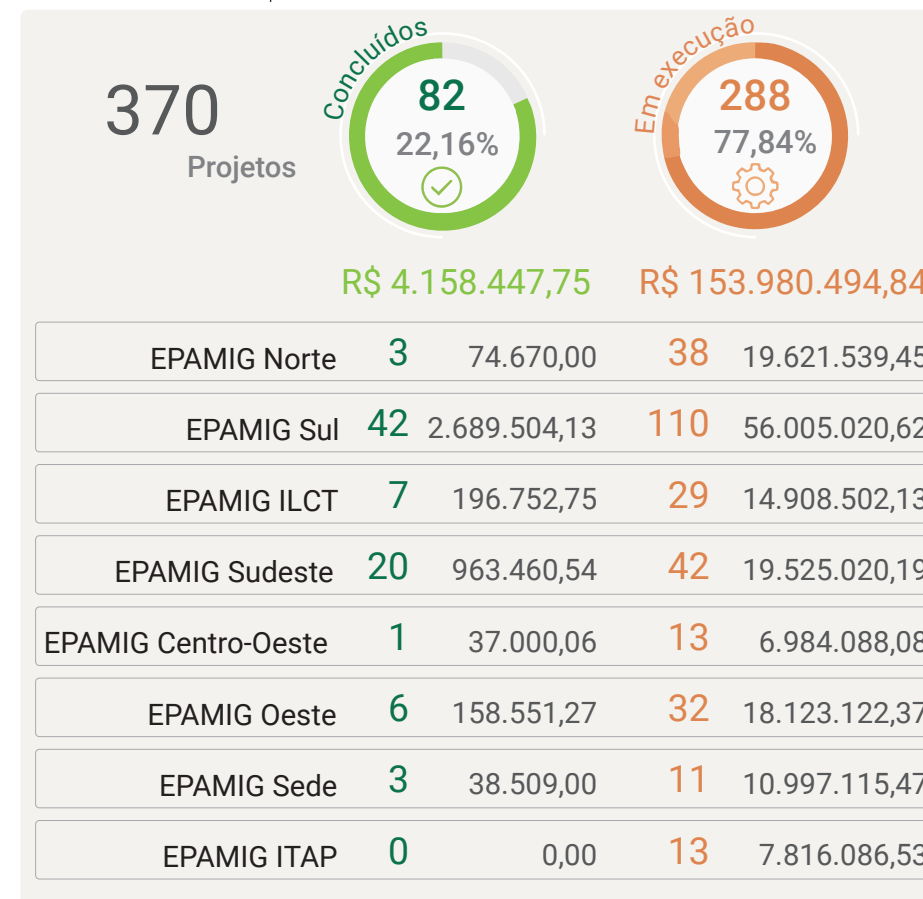 370
Projetos
Concluídos
82
22,16%
Em execução
288
77,84%
R$ 4.158.447,75 R$ 153.980.494,84
EPAMIG Norte 3 74.670,00 38 19.621.539,45
EPAMIG Sul 42 2.689.504,13 110 56.005.020,62
EPAMIG ILCT 7 196.752,75 29 14.908.502,13
EPAMIG Sudeste 20 963.460,54 42 19.525.020,19
EPAMIG Centro-Oeste 1 37.000,06 13 6.984.088,08
EPAMIG Oeste 6 158.551,27 32 18.123.122,37
EPAMIG Sede 3 38.509,00 11 10.997.115,47
EPAMIG ITAP 0 0,00 13 7.816.086,53